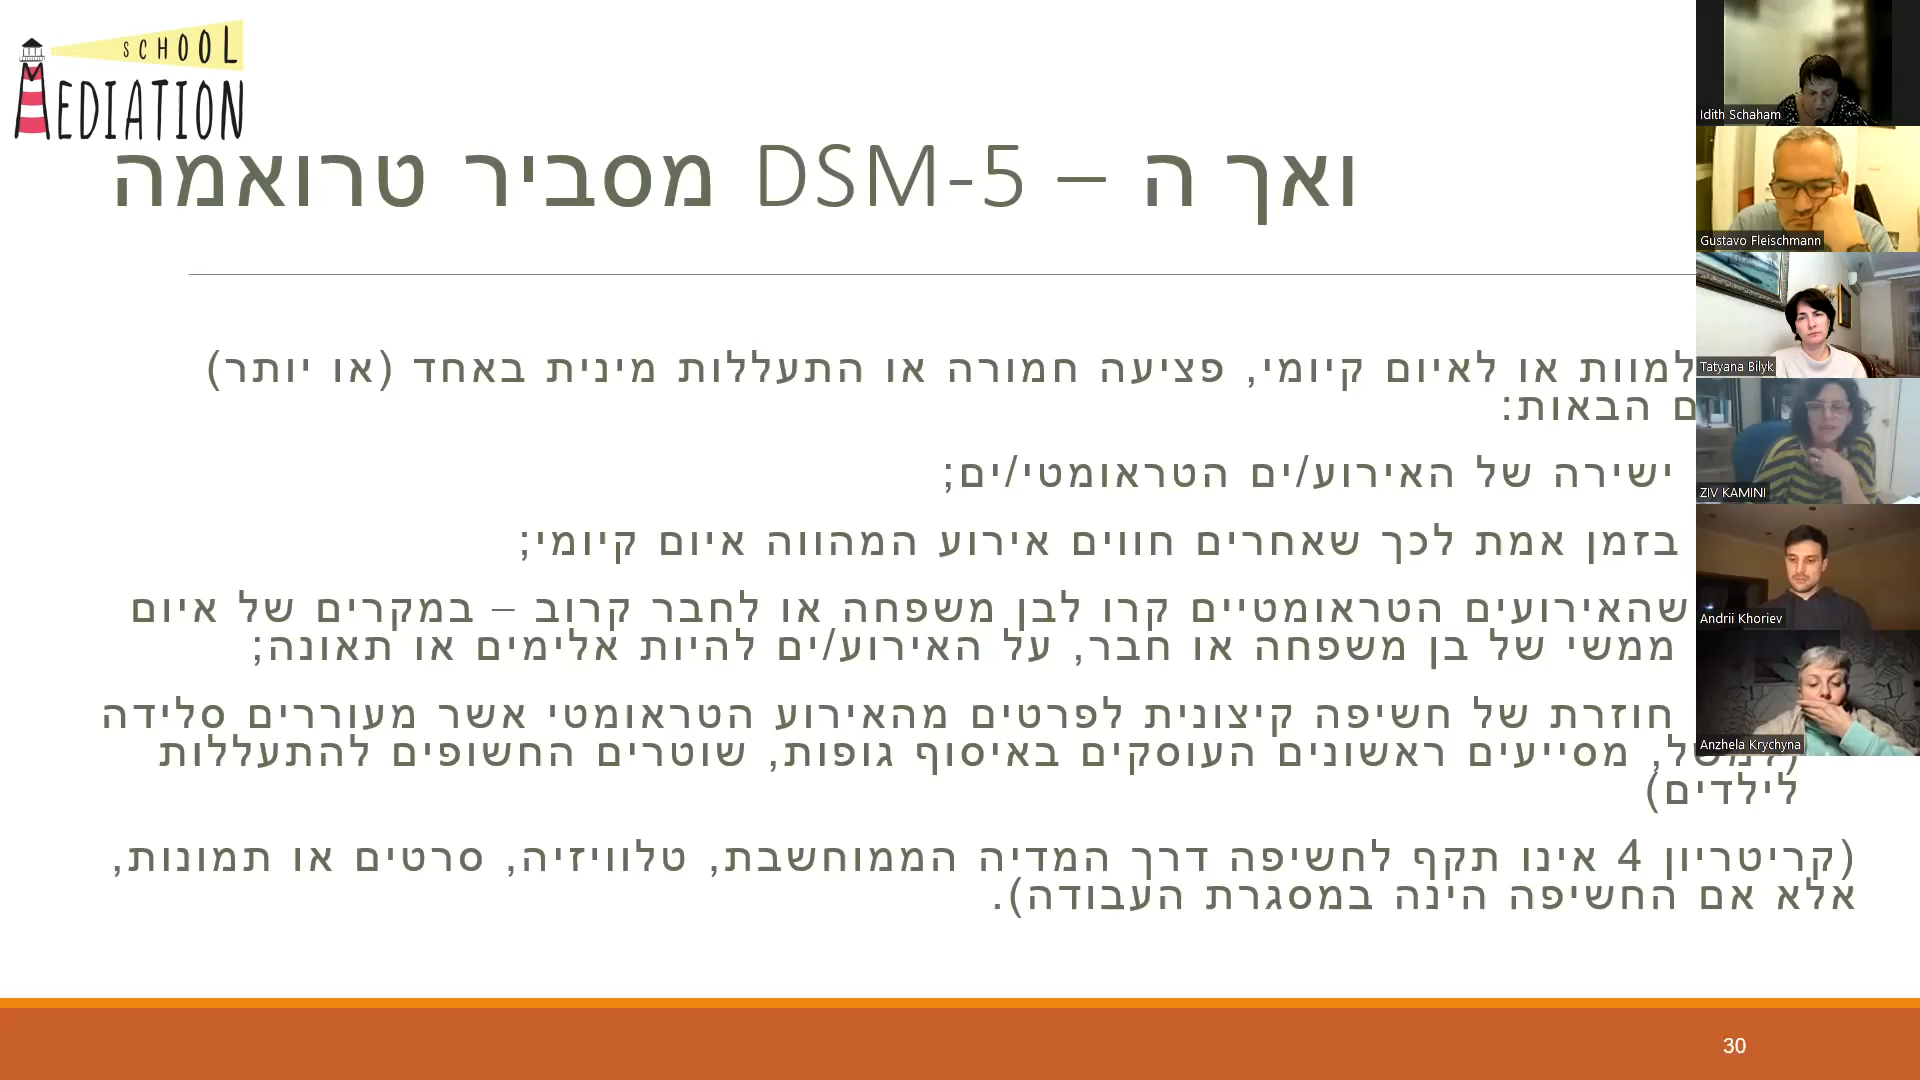 SCHOOL
MEDIATION
ואך ה – DSM-5 מסביר טרואמה
למוות או לאיום קיומי, פציעה חמורה או התעללות מינית באחד (או יותר)
ם הבאות:
ישירה של האירוע/ים הטראומטי/ים;
בזמן אמת לכך שאחרים חווים אירוע המהווה איום קיומי;
שהאירועים הטראומטיים קרו לבן משפחה או לחבר קרוב – במקרים של איום
ממשי של בן משפחה או חבר, על האירוע/ים להיות אלימים או תאונה;
חוזרת של חשיפה קיצונית לפרטים מהאירוע הטראומטי אשר מעוררים סלידה
(למשל, מסייעים ראשונים העוסקים באיסוף גופות, שוטרים החשופים להתעללות
לילדים)
(קריטריון 4 אינו תקף לחשיפה דרך המדיה הממוחשבת, טלוויזיה, סרטים או תמונות,
אלא אם החשיפה הינה במסגרת העבודה).
30
Idith Schaham
Gustavo Fleischmann
Tatyana Bilyk
ZIV KAMINI
Andrii Khoriev
Anzhela Krychyna